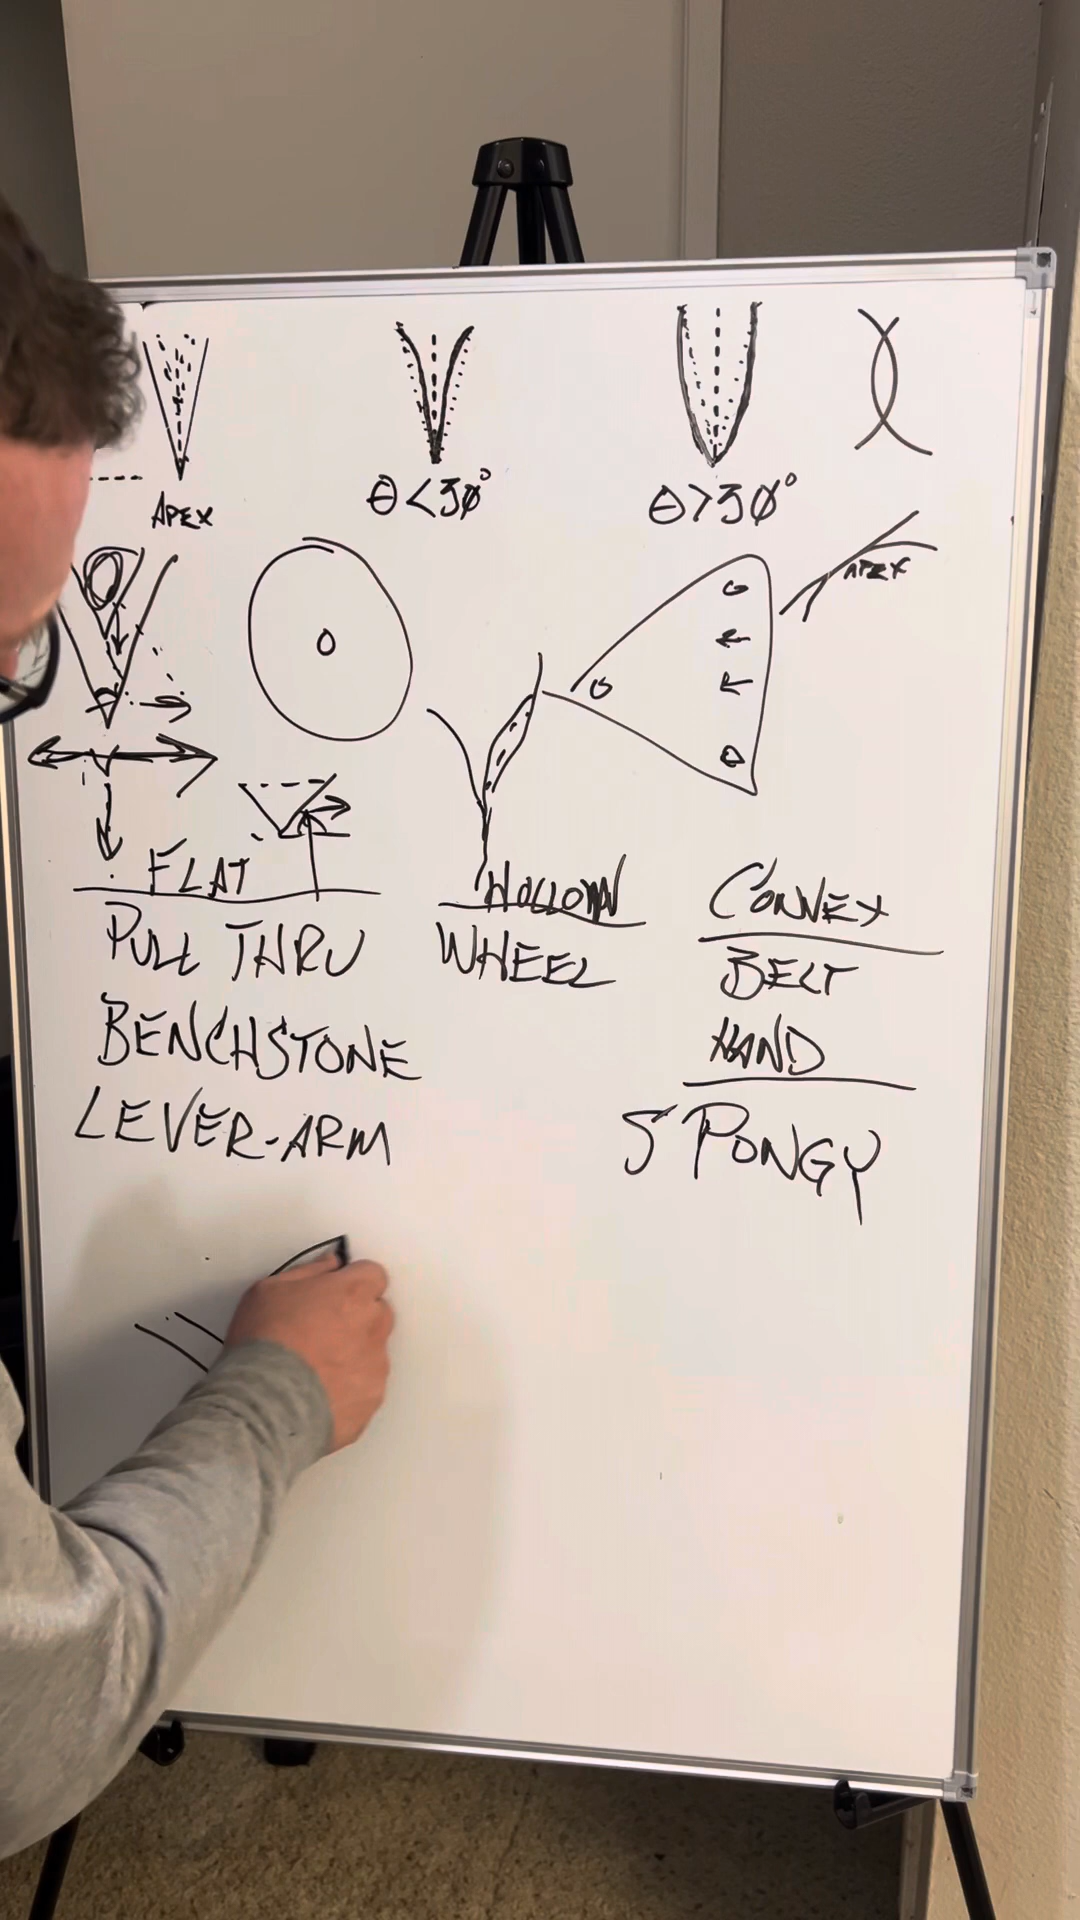 APEX
θ<30°
θ>30°
APEX
FLAT
HOLLOW
CONVEX
PULL THRU
WHEEL
BELT
BENCHSTONE
HAND
LEVER-ARM
SPONGY